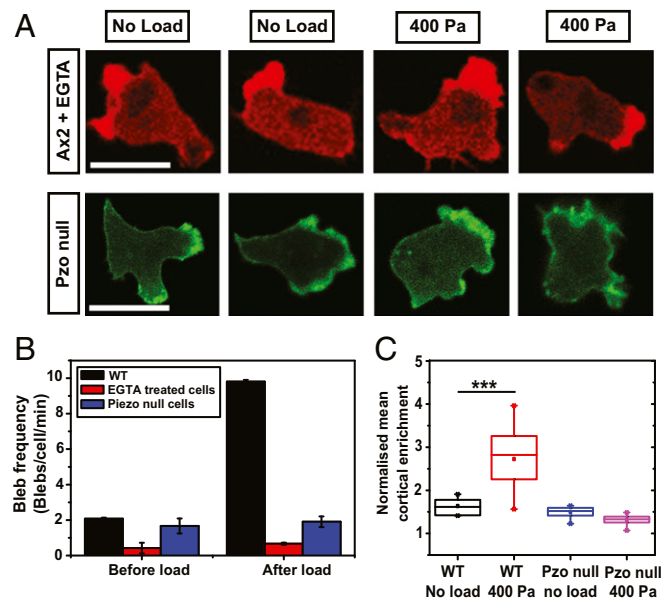 A
No Load
No Load
400 Pa
400 Pa
Ax2 + EGTA
Pzo null
B
Bleb frequency
(Blebs/cell/min)
10
8
6
4
2
0
WT
EGTA treated cells
Piezo null cells
Before load
After load
C
Normalised mean
cortical enrichment
5
4
3
2
1
***
WT
No load
WT
400 Pa
Pzo null
no load
Pzo null
400 Pa